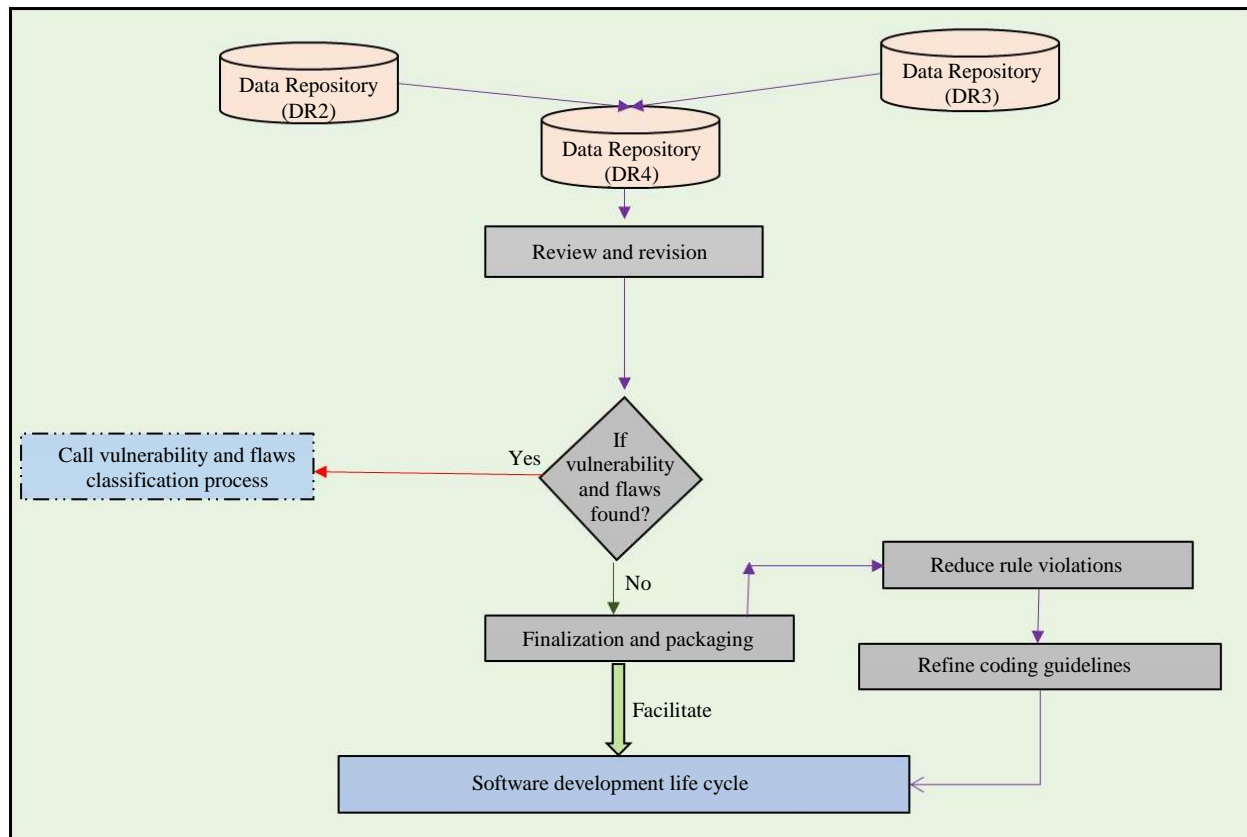 Data Repository
(DR2)
Data Repository
(DR3)
Data Repository
(DR4)
Review and revision
If
vulnerability
and flaws
found?
Yes
Call vulnerability and flaws
classification process
No
Reduce rule violations
Finalization and packaging
Refine coding guidelines
Facilitate
Software development life cycle